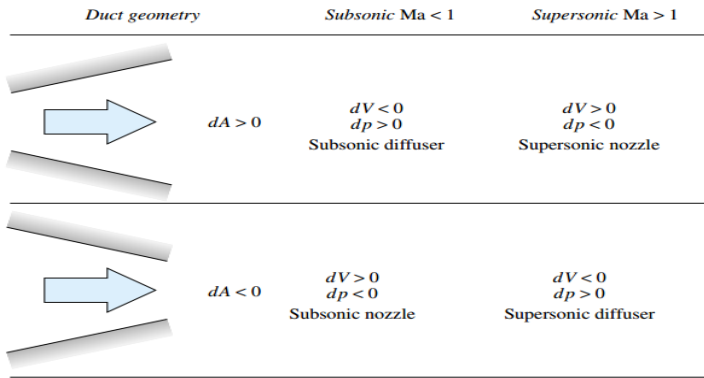 Duct geometry Subsonic Ma < 1 Supersonic Ma > 1
dA > 0
dV < 0
dp > 0
Subsonic diffuser
dV > 0
dp < 0
Supersonic nozzle
dA < 0
dV > 0
dp < 0
Subsonic nozzle
dV < 0
dp > 0
Supersonic diffuser